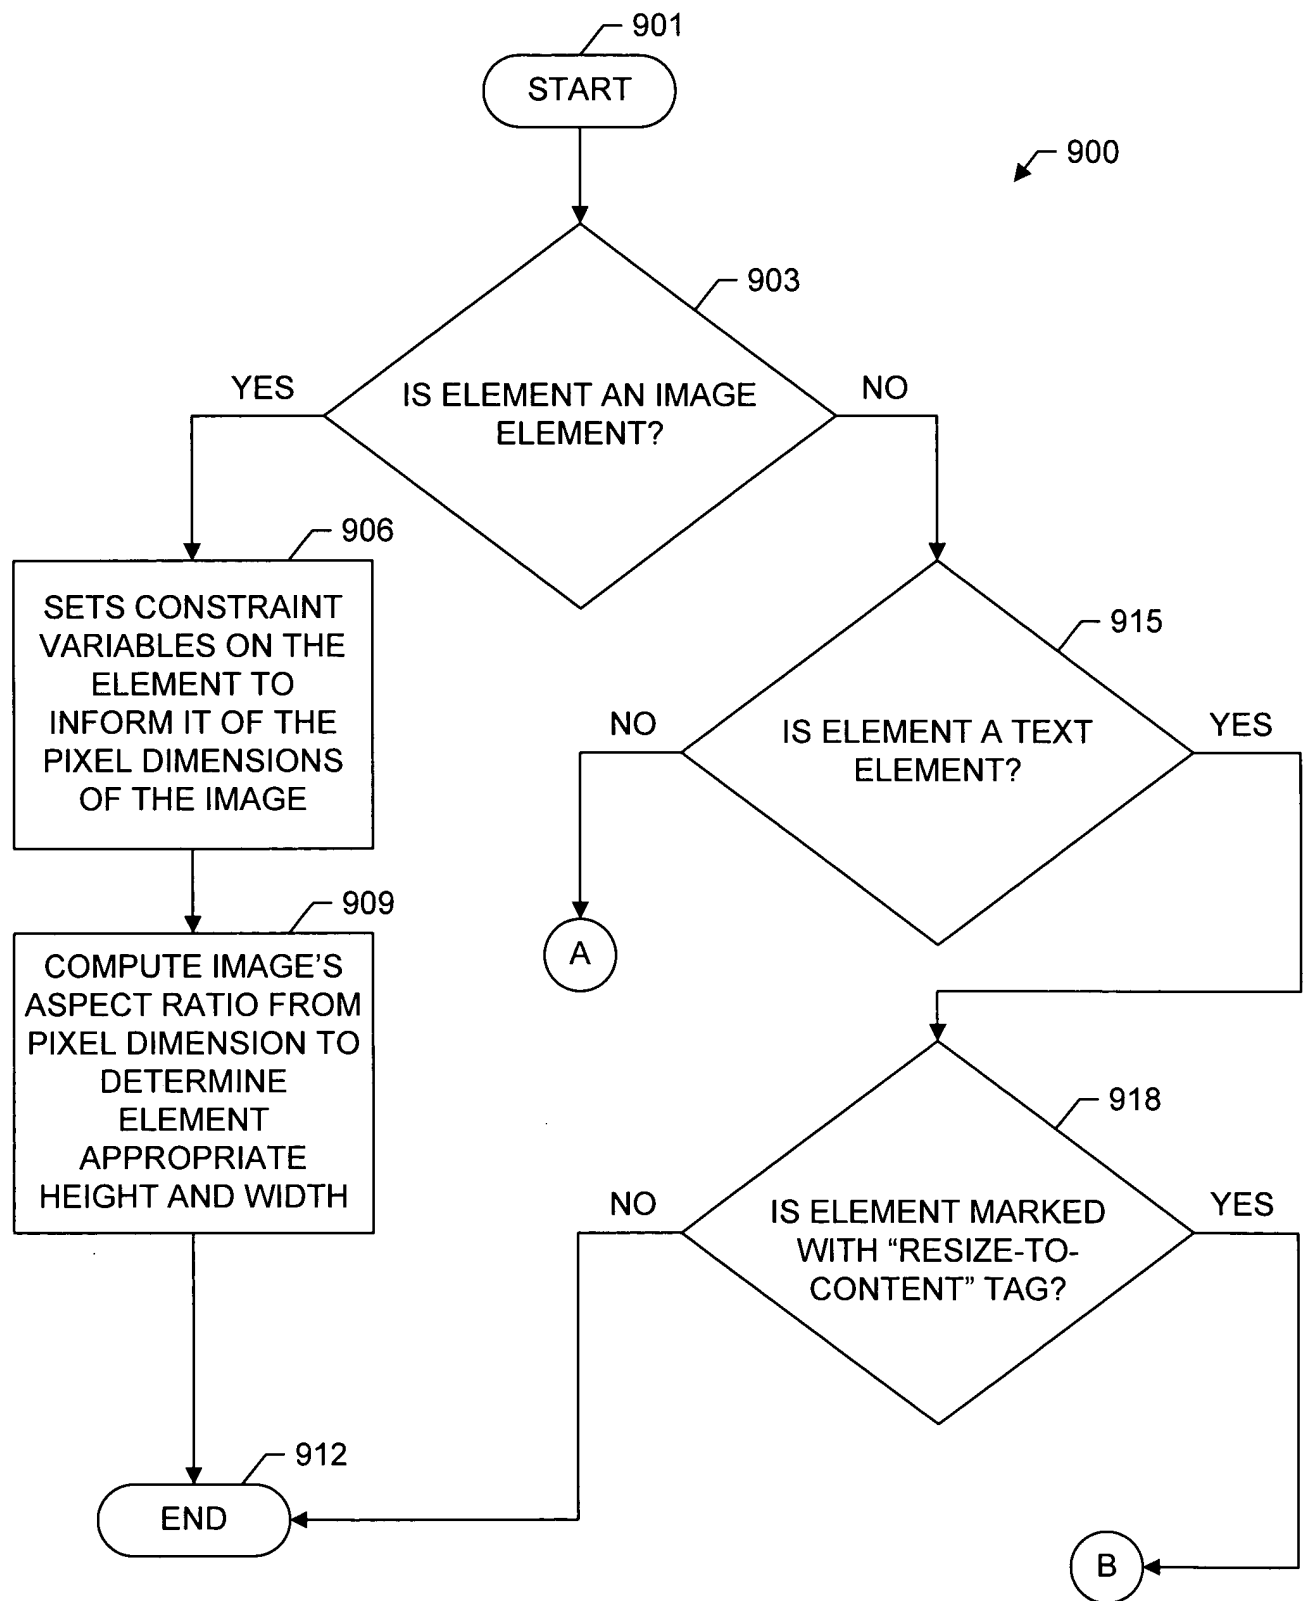 901
START
900
903
YES
IS ELEMENT AN IMAGE
ELEMENT?
NO
906
SETS CONSTRAINT
VARIABLES ON THE
ELEMENT TO
INFORM IT OF THE
PIXEL DIMENSIONS
OF THE IMAGE
915
NO
IS ELEMENT A TEXT
ELEMENT?
YES
909
COMPUTE IMAGE'S
ASPECT RATIO FROM
PIXEL DIMENSION TO
DETERMINE
ELEMENT
APPROPRIATE
HEIGHT AND WIDTH
A
918
NO
IS ELEMENT MARKED
WITH “RESIZE-TO-
CONTENT” TAG?
YES
912
END
B